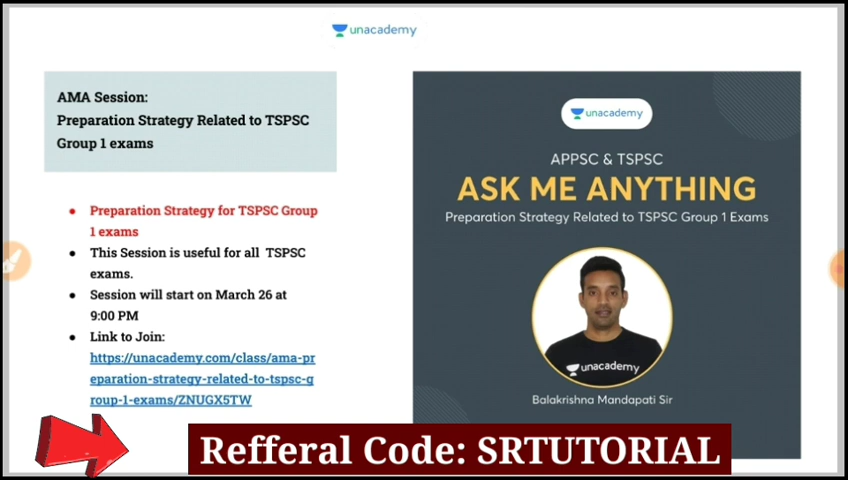 unacademy
AMA Session:
Preparation Strategy Related to TSPSC
Group 1 exams
Preparation Strategy for TSPSC Group
1 exams
This Session is useful for all TSPSC
exams.
Session will start on March 26 at
9:00 PM
Link to Join:
https://unacademy.com/class/ama-pr
eparation-strategy-related-to-tspsc-g
roup-1-exams/ZNUGX5TW
unacademy
APPSC & TSPSC
ASK ME ANYTHING
Preparation Strategy Related to TSPSC Group 1 Exams
unacademy
Balakrishna Mandapati Sir
Refferal Code: SRTUTORIAL